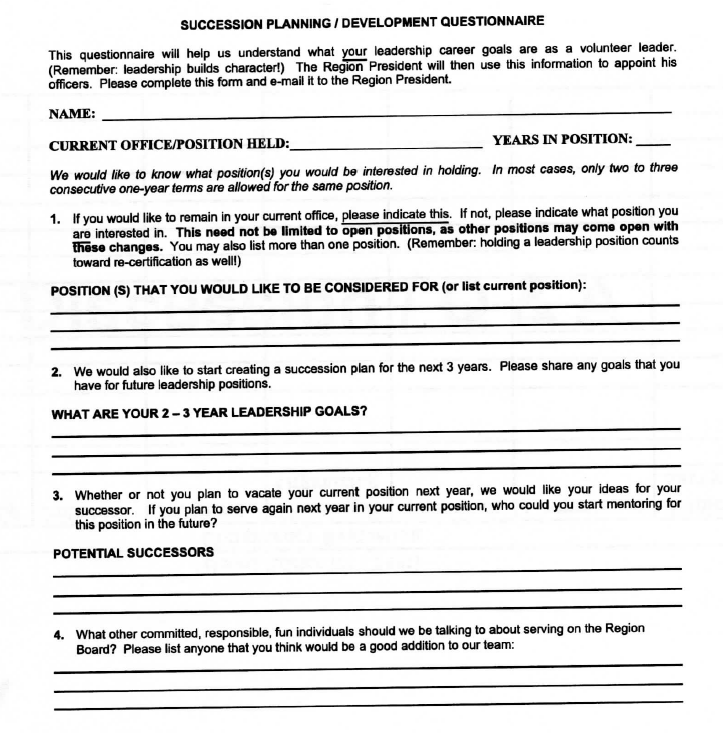 SUCCESSION PLANNING / DEVELOPMENT QUESTIONNAIRE
This questionnaire will help us understand what your leadership career goals are as a volunteer leader.
(Remember: leadership builds character!) The Region President will then use this information to appoint his
officers. Please complete this form and e-mail it to the Region President.
NAME:
CURRENT OFFICE/POSITION HELD: YEARS IN POSITION:
We would like to know what position(s) you would be interested in holding. In most cases, only two to three
consecutive one-year terms are allowed for the same position.
1. If you would like to remain in your current office, please indicate this. If not, please indicate what position you
are interested in. This need not be limited to open positions, as other positions may come open with
these changes. You may also list more than one position. (Remember: holding a leadership position counts
toward re-certification as well!)
POSITION (S) THAT YOU WOULD LIKE TO BE CONSIDERED FOR (or list current position):
2. We would also like to start creating a succession plan for the next 3 years. Please share any goals that you
have for future leadership positions.
WHAT ARE YOUR 2 – 3 YEAR LEADERSHIP GOALS?
3. Whether or not you plan to vacate your current position next year, we would like your ideas for your
successor. If you plan to serve again next year in your current position, who could you start mentoring for
this position in the future?
POTENTIAL SUCCESSORS
4. What other committed, responsible, fun individuals should we be talking to about serving on the Region
Board? Please list anyone that you think would be a good addition to our team: